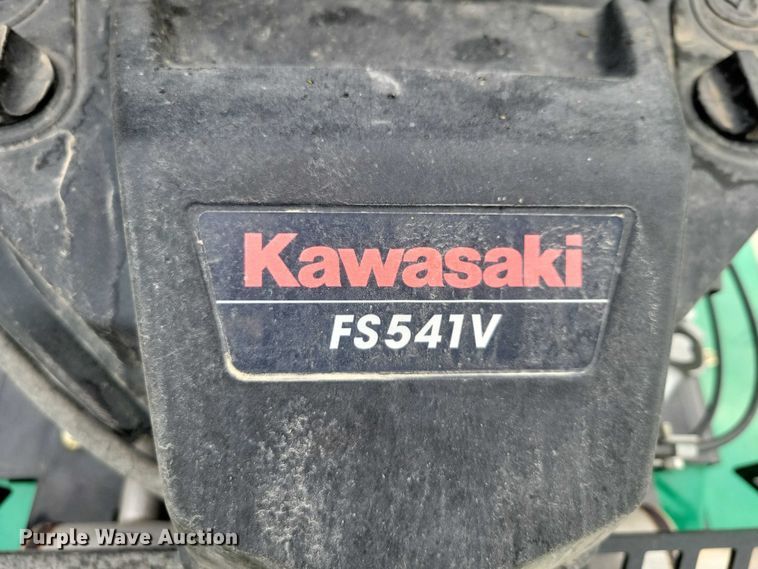 Kawasaki
FS541V
Purple Wave Auction